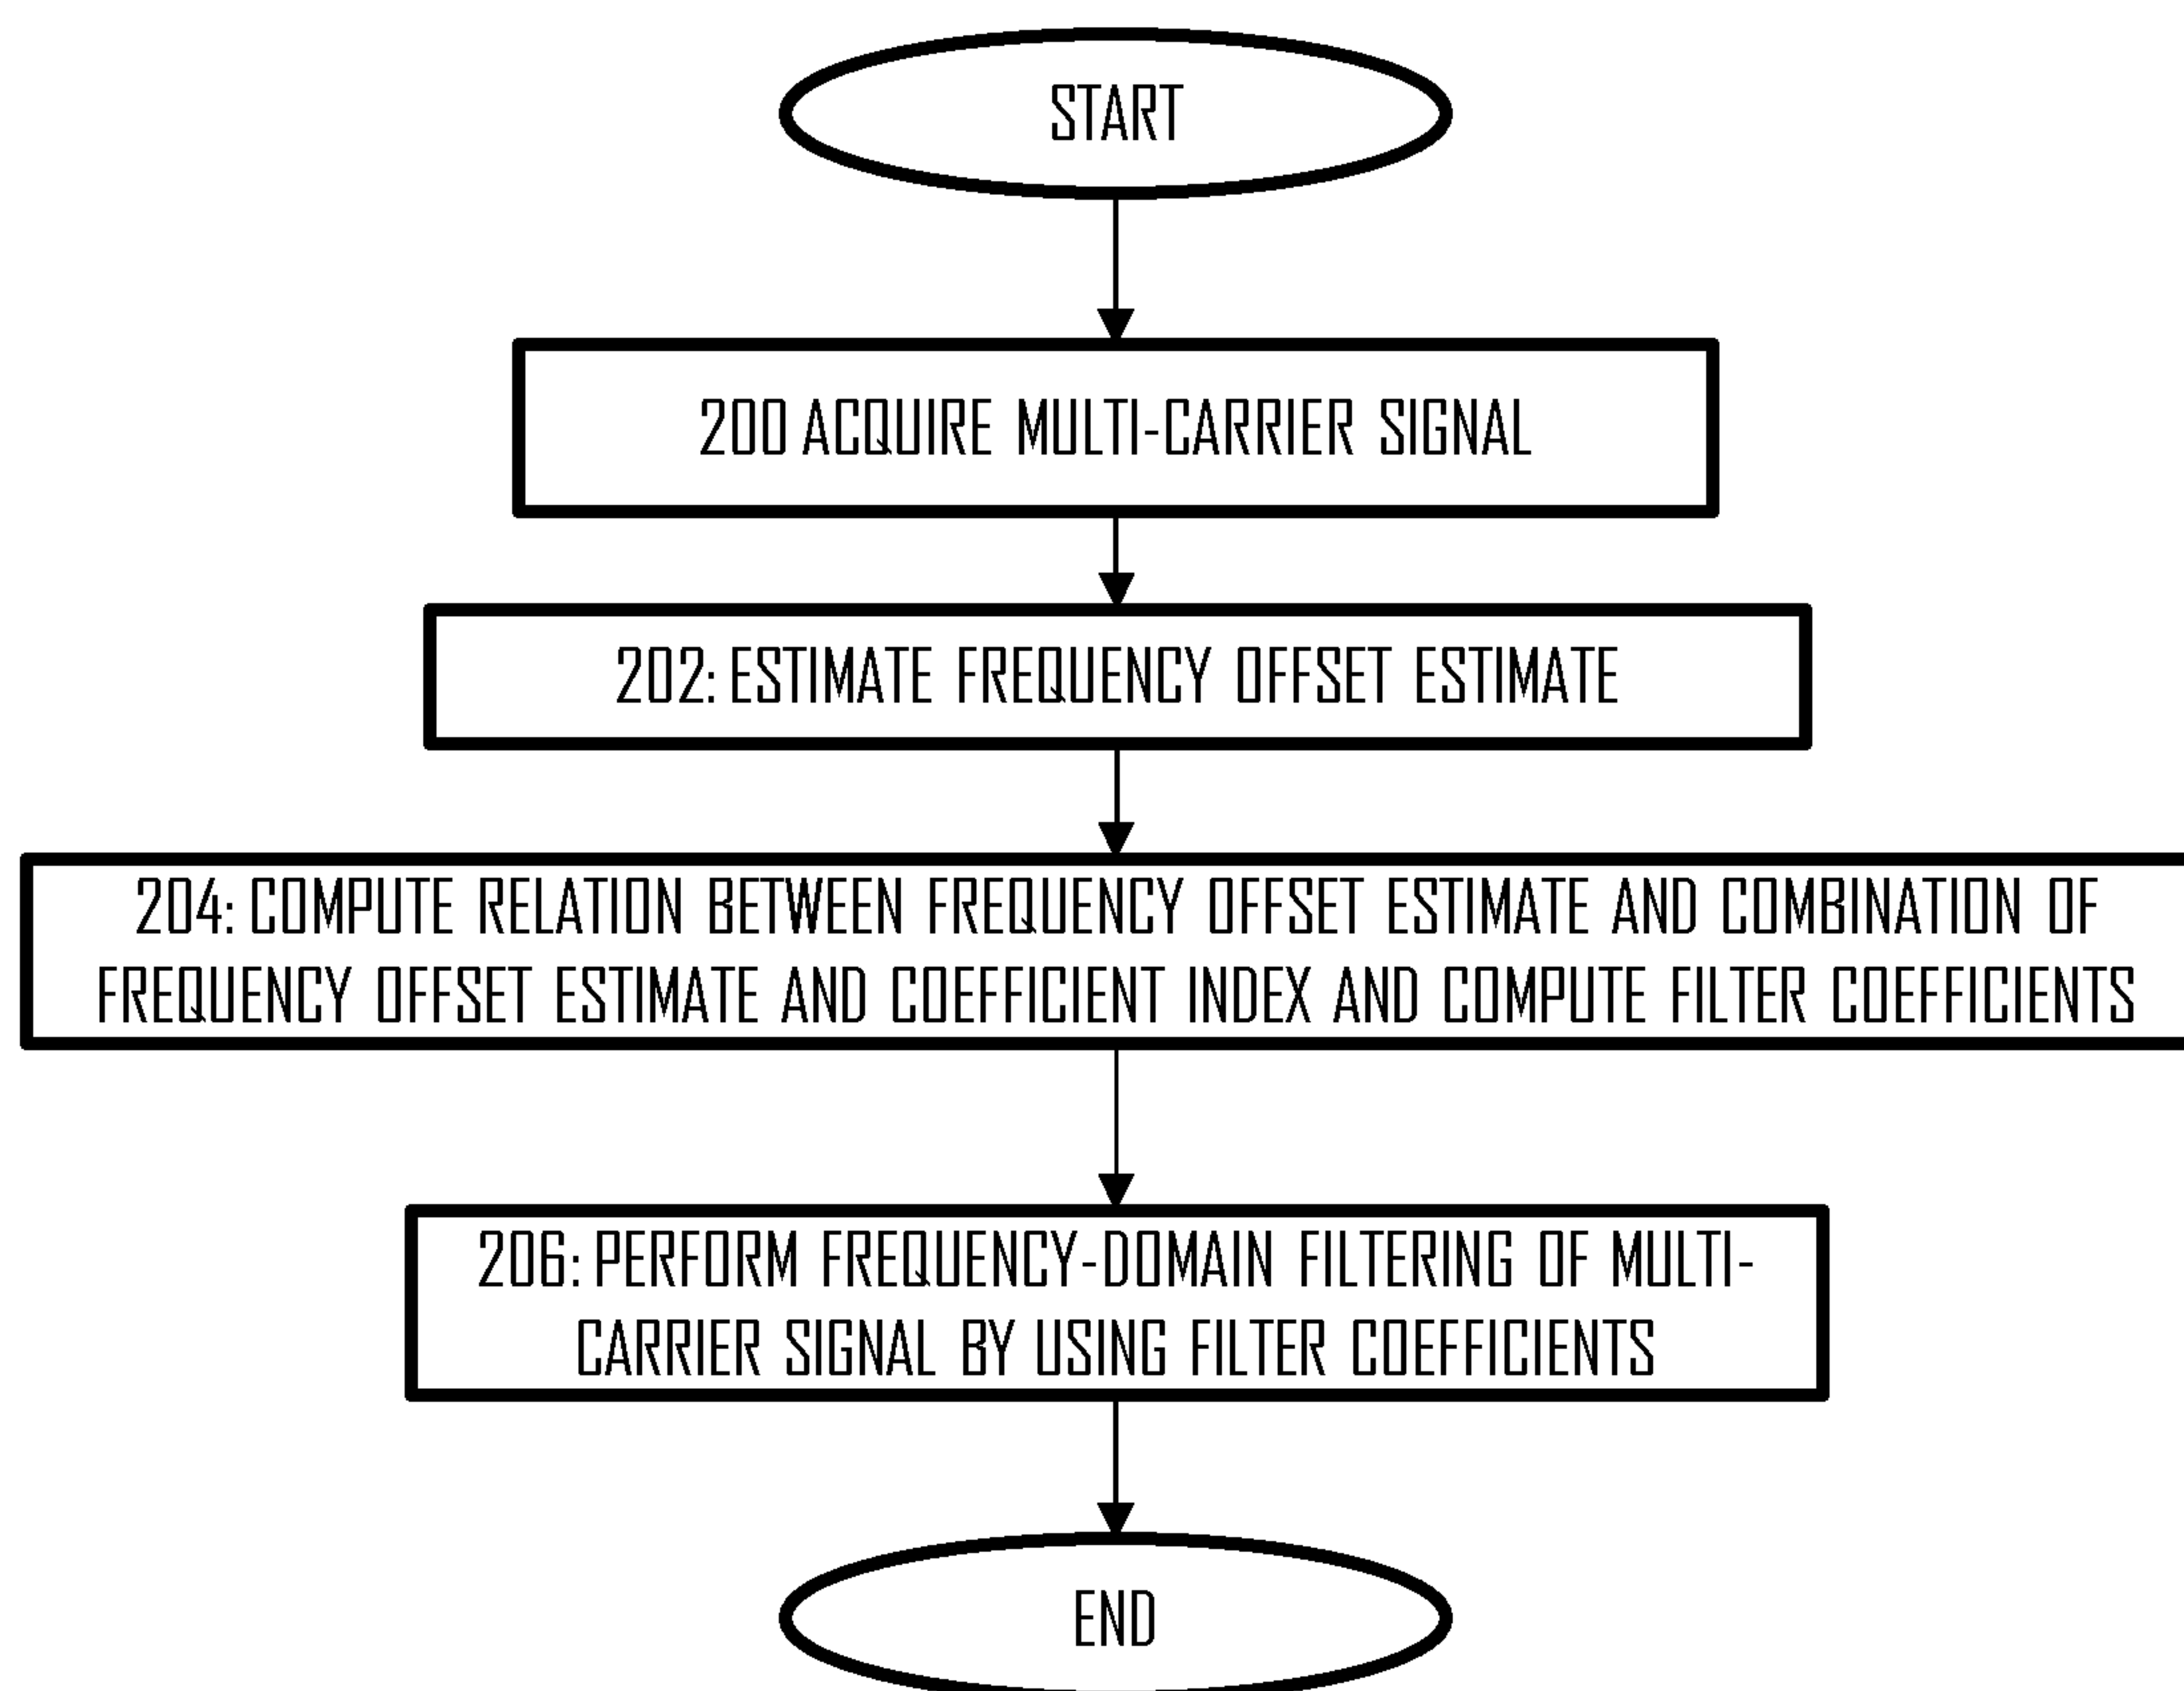 START
200 ACQUIRE MULTI-CARRIER SIGNAL
202: ESTIMATE FREQUENCY OFFSET ESTIMATE
204: COMPUTE RELATION BETWEEN FREQUENCY OFFSET ESTIMATE AND COMBINATION OF
FREQUENCY OFFSET ESTIMATE AND COEFFICIENT INDEX AND COMPUTE FILTER COEFFICIENTS
206: PERFORM FREQUENCY-DOMAIN FILTERING OF MULTI-
CARRIER SIGNAL BY USING FILTER COEFFICIENTS
END